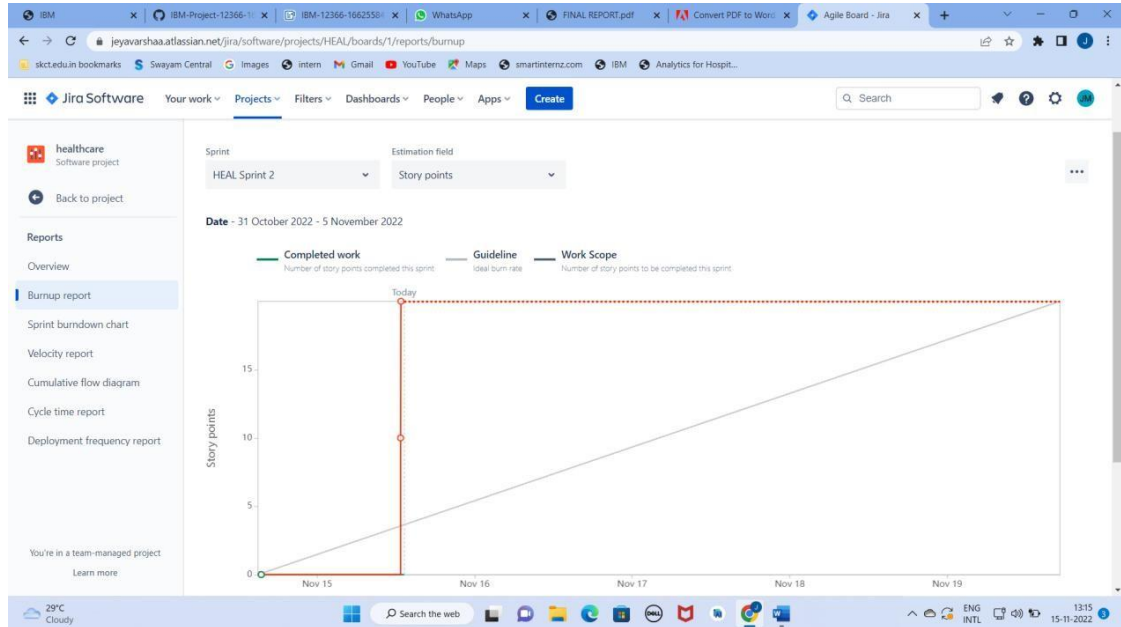 IBM
IBM-Project-12366-16
IBM-12366-16625584
WhatsApp
FINAL REPORT.pdf
Convert PDF to Word
Agile Board - Jira
jeyavarshaa.atlassian.net/jira/software/projects/HEAL/boards/1/reports/burnup
skct.edu.in bookmarks Swayam Central Images intern Gmail YouTube Maps smartinternz.com IBM Analytics for Hospit...
Jira Software Your work Projects Filters Dashboards People Apps Create Search JM
healthcare
Software project
Back to project
Reports
Overview
Burnup report
Sprint burndown chart
Velocity report
Cumulative flow diagram
Cycle time report
Deployment frequency report
You're in a team-managed project
Learn more
Sprint Estimation field
HEAL Sprint 2 Story points
Date - 31 October 2022 - 5 November 2022
Completed work Guideline Work Scope
Number of story points completed this sprint Ideal burn rate Number of story points to be completed this sprint
Today
15
10
5
0
Story points
Nov 15 Nov 16 Nov 17 Nov 18 Nov 19
29°C
Cloudy
Search the web
DELL
ENG
INTL
13:15
15-11-2022